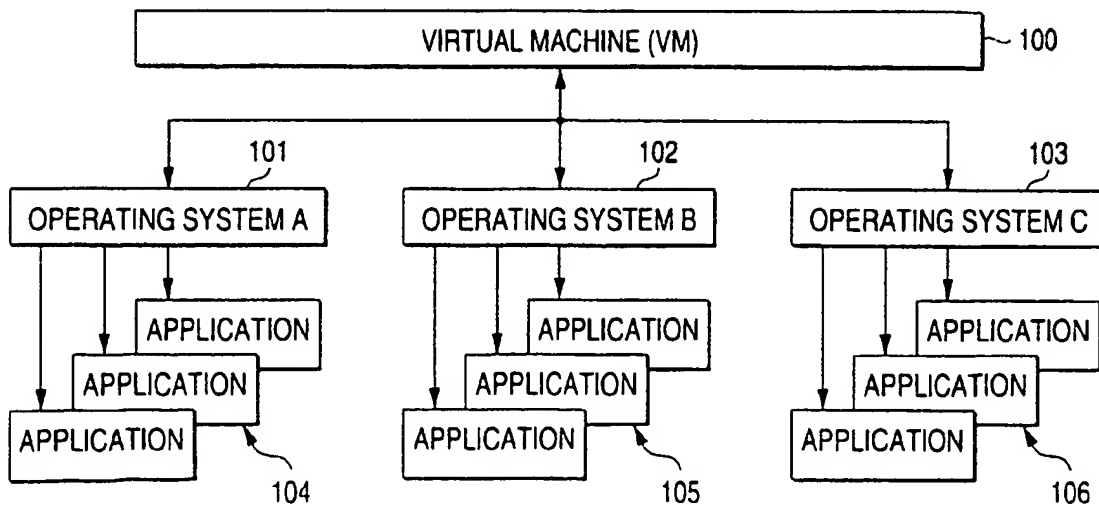 VIRTUAL MACHINE (VM)
100
101
102
103
OPERATING SYSTEM A
OPERATING SYSTEM B
OPERATING SYSTEM C
APPLICATION
APPLICATION
APPLICATION
APPLICATION
APPLICATION
APPLICATION
APPLICATION
APPLICATION
APPLICATION
104
105
106